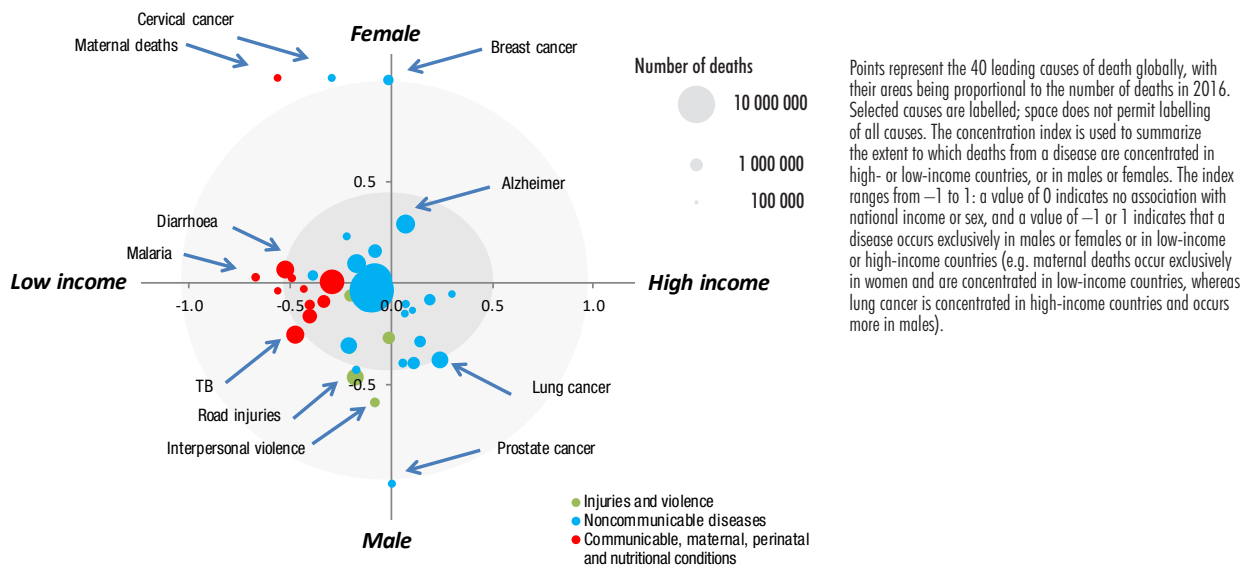 Cervical cancer
Maternal deaths
Female
Breast cancer
Number of deaths
10 000 000
1 000 000
100 000
0.5
Alzheimer
Diarrhoea
Malaria
Low income
High income
-1.0
-0.5
0.0
0.5
1.0
TB
-0.5
Lung cancer
Road injuries
Interpersonal violence
Prostate cancer
Male
Injuries and violence
Noncommunicable diseases
Communicable, maternal, perinatal
and nutritional conditions
Points represent the 40 leading causes of death globally, with
their areas being proportional to the number of deaths in 2016.
Selected causes are labelled; space does not permit labelling
of all causes. The concentration index is used to summarize
the extent to which deaths from a disease are concentrated in
high- or low-income countries, or in males or females. The index
ranges from –1 to 1: a value of 0 indicates no association with
national income or sex, and a value of –1 or 1 indicates that a
disease occurs exclusively in males or females or in low-income
or high-income countries (e.g. maternal deaths occur exclusively
in women and are concentrated in low-income countries, whereas
lung cancer is concentrated in high-income countries and occurs
more in males).